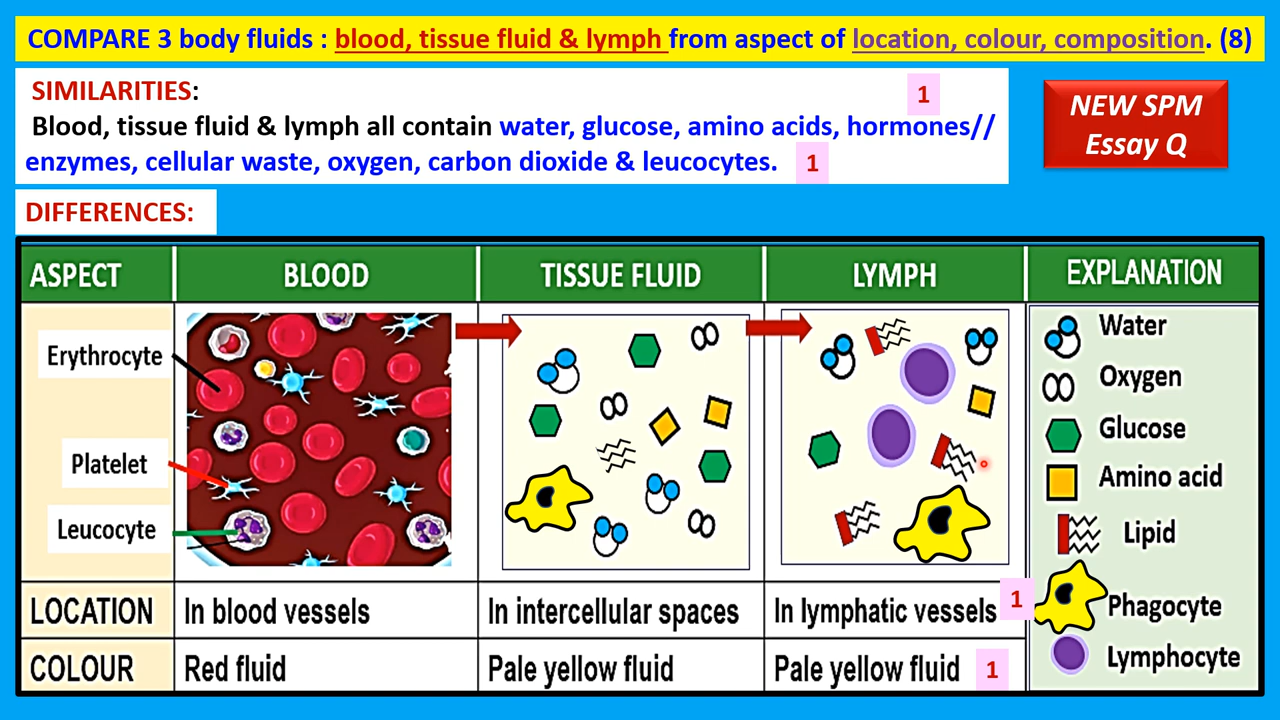 COMPARE 3 body fluids : blood, tissue fluid & lymph from aspect of location, colour, composition. (8)
SIMILARITIES:
1
Blood, tissue fluid & lymph all contain water, glucose, amino acids, hormones//
enzymes, cellular waste, oxygen, carbon dioxide & leucocytes. 1
NEW SPM
Essay Q
DIFFERENCES:
ASPECT BLOOD TISSUE FLUID LYMPH EXPLANATION
Erythrocyte
Platelet
Leucocyte
Water
Oxygen
Glucose
Amino acid
Lipid
Phagocyte
Lymphocyte
LOCATION In blood vessels In intercellular spaces In lymphatic vessels 1
COLOUR Red fluid Pale yellow fluid Pale yellow fluid 1